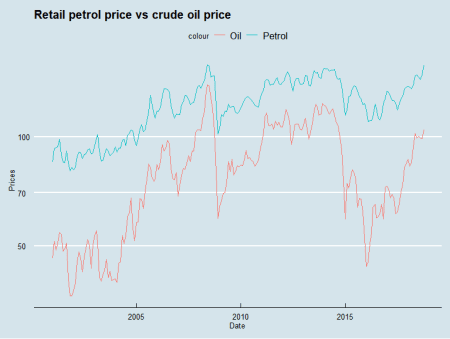 Retail petrol price vs crude oil price
colour Oil Petrol
100
70
50
Prices
2005 2010 2015
Date